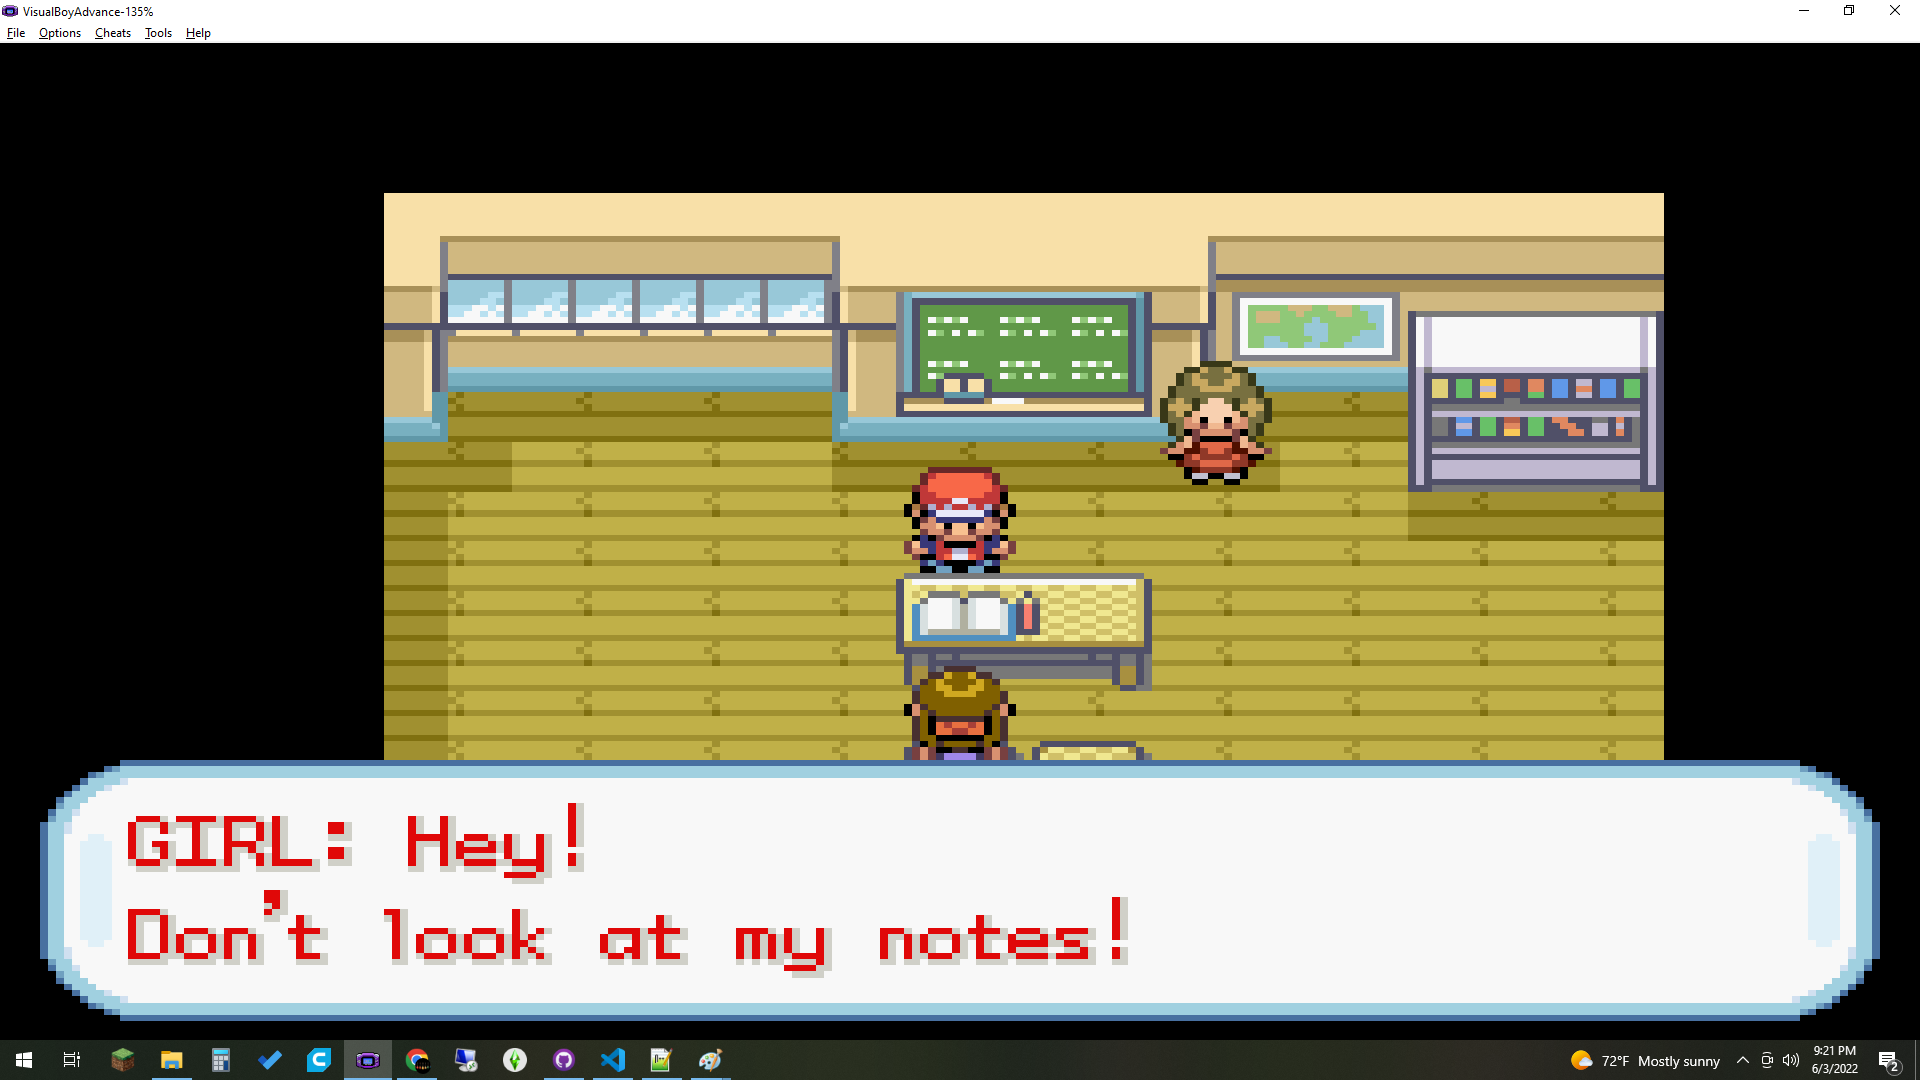 VisualBoyAdvance-135%
File Options Cheats Tools Help
GIRL: Hey!
Don't look at my notes!
72°F Mostly sunny
9:21 PM
6/3/2022
2